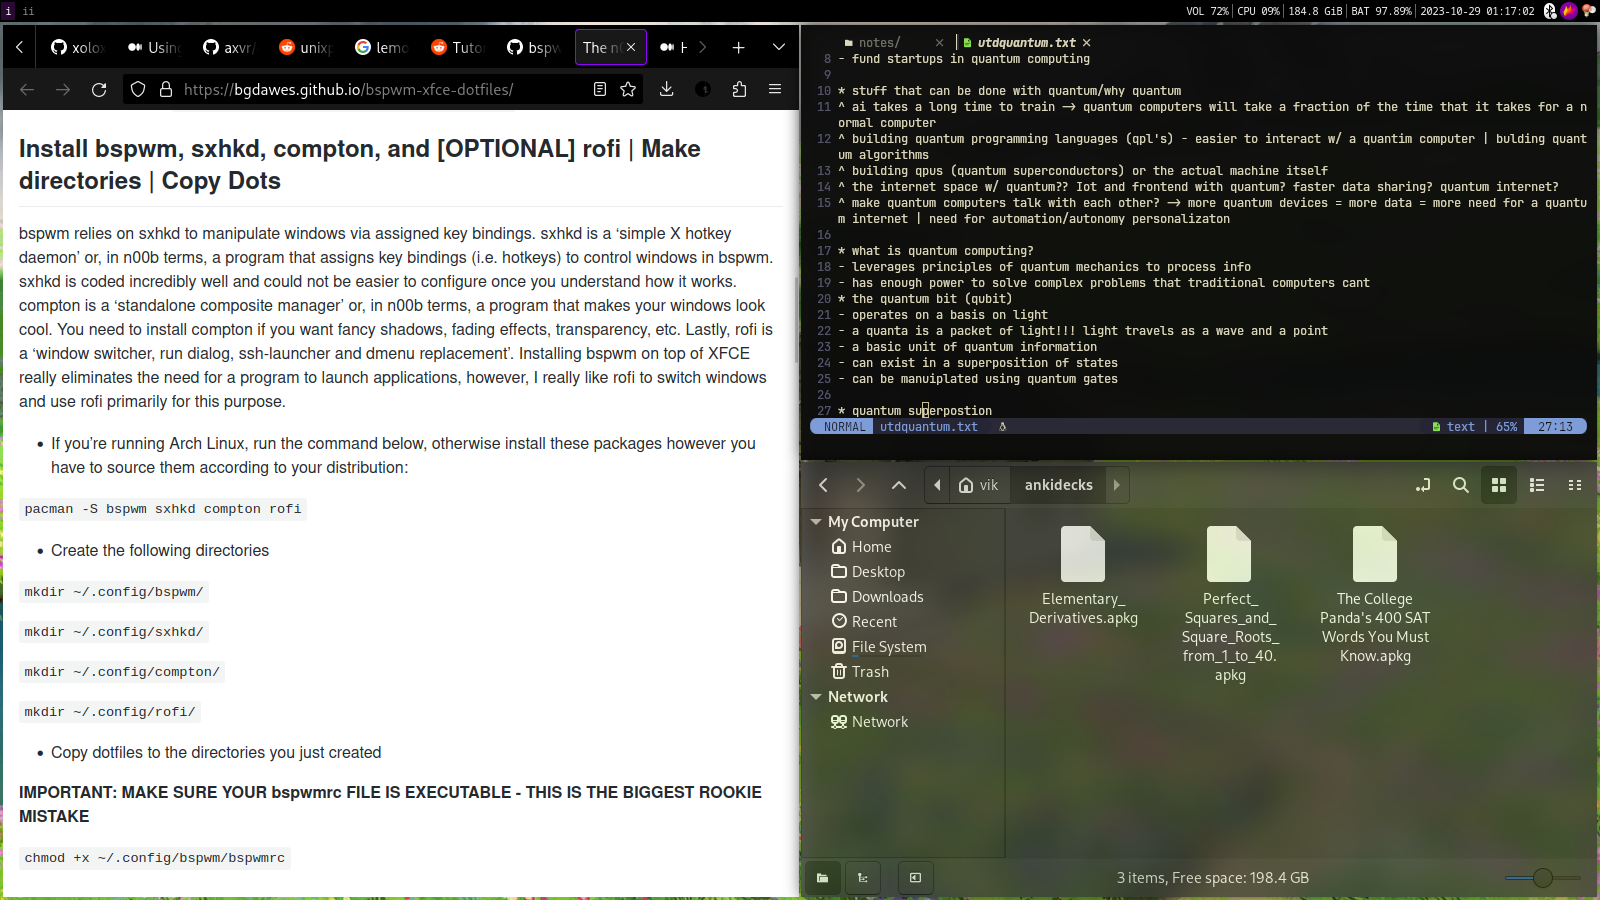 i ii
VOL 72% | CPU 09% | 184.8 GiB | BAT 97.89% | 2023-10-29 01:17:02
xolox Using axvr/ unixp lemo Tutor bspw The n0 H
https://bgdawes.github.io/bspwm-xfce-dotfiles/
Install bspwm, sxhkd, compton, and [OPTIONAL] rofi | Make
directories | Copy Dots
bspwm relies on sxhkd to manipulate windows via assigned key bindings. sxhkd is a ‘simple X hotkey
daemon’ or, in n00b terms, a program that assigns key bindings (i.e. hotkeys) to control windows in bspwm.
sxhkd is coded incredibly well and could not be easier to configure once you understand how it works.
compton is a ‘standalone composite manager’ or, in n00b terms, a program that makes your windows look
cool. You need to install compton if you want fancy shadows, fading effects, transparency, etc. Lastly, rofi is
a ‘window switcher, run dialog, ssh-launcher and dmenu replacement’. Installing bspwm on top of XFCE
really eliminates the need for a program to launch applications, however, I really like rofi to switch windows
and use rofi primarily for this purpose.
• If you’re running Arch Linux, run the command below, otherwise install these packages however you
have to source them according to your distribution:
pacman -S bspwm sxhkd compton rofi
• Create the following directories
mkdir ~/.config/bspwm/
mkdir ~/.config/sxhkd/
mkdir ~/.config/compton/
mkdir ~/.config/rofi/
• Copy dotfiles to the directories you just created
IMPORTANT: MAKE SURE YOUR bspwmrc FILE IS EXECUTABLE - THIS IS THE BIGGEST ROOKIE
MISTAKE
chmod +x ~/.config/bspwm/bspwmrc
notes/ utdquantum.txt
8 - fund startups in quantum computing
9
10 * stuff that can be done with quantum/why quantum
11 ^ ai takes a long time to train -> quantum computers will take a fraction of the time that it takes for a n
ormal computer
12 ^ building quantum programming languages (qpl's) - easier to interact w/ a quantim computer | bulding quant
um algorithms
13 ^ building qpus (quantum superconductors) or the actual machine itself
14 ^ the internet space w/ quantum?? Iot and frontend with quantum? faster data sharing? quantum internet?
15 ^ make quantum computers talk with each other? -> more quantum devices = more data = more need for a quantu
m internet | need for automation/autonomy personalizaton
16
17 * what is quantum computing?
18 - leverages principles of quantum mechanics to process info
19 - has enough power to solve complex problems that traditional computers cant
20 * the quantum bit (qubit)
21 - operates on a basis on light
22 - a quanta is a packet of light!!! light travels as a wave and a point
23 - a basic unit of quantum information
24 - can exist in a superposition of states
25 - can be manuiplated using quantum gates
26
27 * quantum superpostion
NORMAL utdquantum.txt text | 65% 27:13
vik ankidecks
My Computer
Home
Desktop
Downloads
Recent
File System
Trash
Network
Network
Elementary_
Derivatives.apkg
Perfect_
Squares_and_
Square_Roots_
from_1_to_40.
apkg
The College
Panda's 400 SAT
Words You Must
Know.apkg
3 items, Free space: 198.4 GB